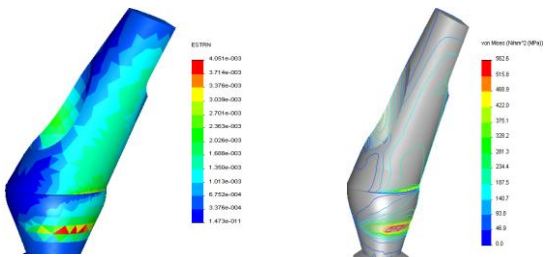 ESTRN
4.051e-003
3.714e-003
3.376e-003
3.039e-003
2.701e-003
2.363e-003
2.026e-003
1.688e-003
1.350e-003
1.013e-003
6.752e-004
3.376e-004
1.473e-011
von Mises (N/mm^2 (MPa))
562.6
515.8
468.9
422.0
375.1
328.2
281.3
234.4
187.5
140.7
93.8
46.9
0.0